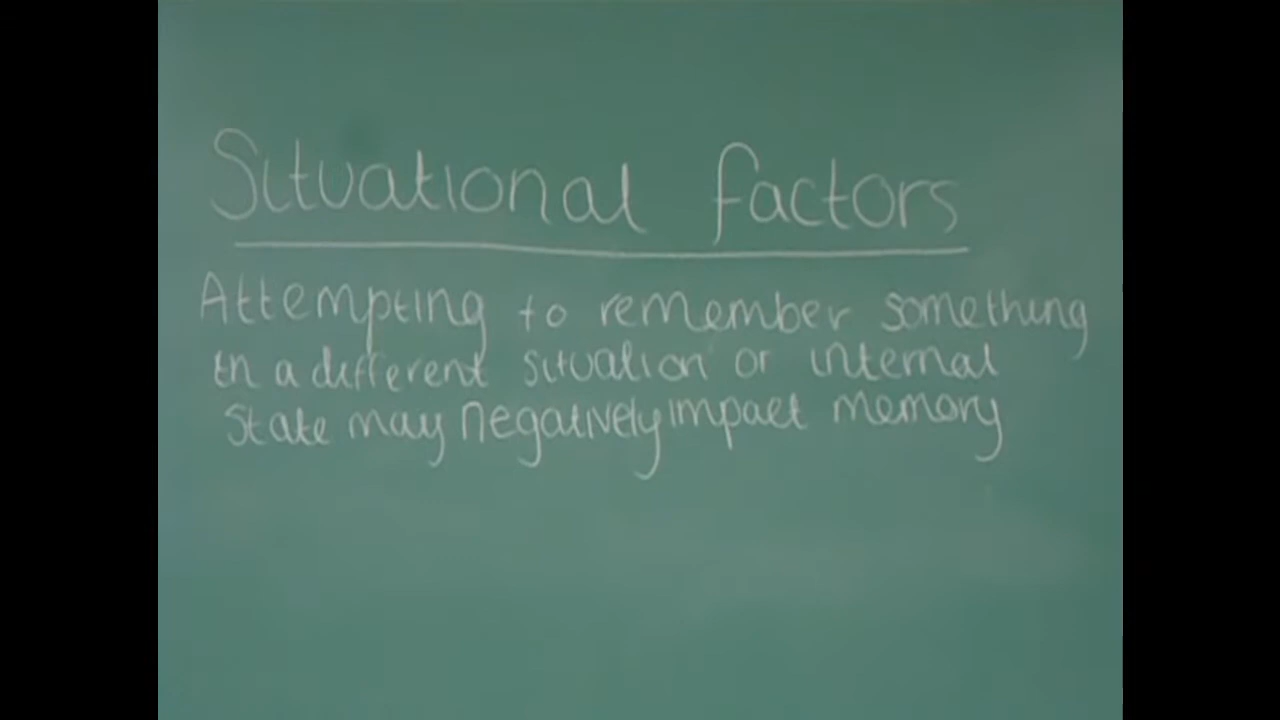 Situational factors
Attempting to remember something
in a different situation or internal
state may negatively impact memory